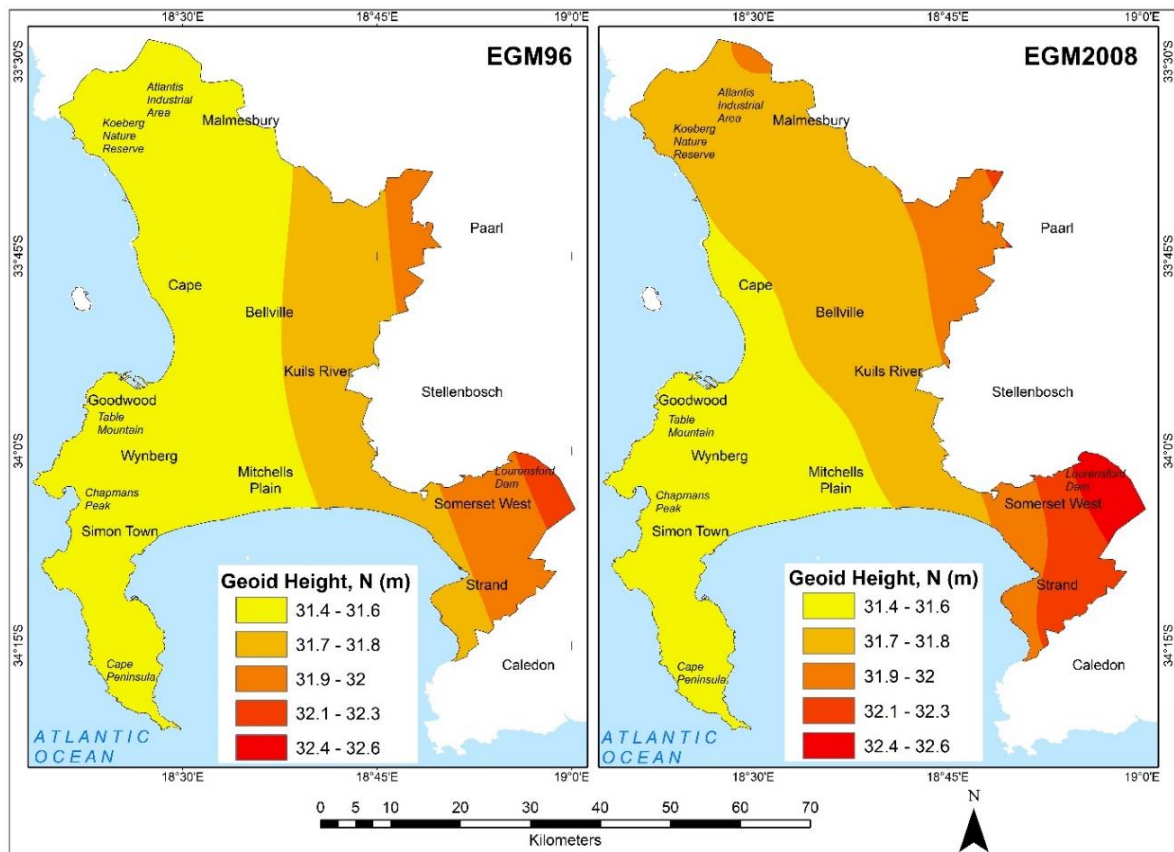 18°30'E
18°45'E
19°0'E
18°30'E
18°45'E
19°0'E
EGM96
33°30'S
33°45'S
34°0'S
34°15'S
Atlantis
Industrial
Area
Koeberg
Nature
Reserve
Malmesbury
Paarl
Cape
Bellville
Kuils River
Stellenbosch
Goodwood
Table
Mountain
Wynberg
Mitchells
Plain
Lourensford
Dam
Somerset West
Chapmans
Peak
Simon Town
Strand
Cape
Peninsula
Caledon
ATLANTIC
OCEAN
Geoid Height, N (m)
31.4 - 31.6
31.7 - 31.8
31.9 - 32
32.1 - 32.3
32.4 - 32.6
EGM2008
33°30'S
33°45'S
34°0'S
34°15'S
Atlantis
Industrial
Area
Koeberg
Nature
Reserve
Malmesbury
Paarl
Cape
Bellville
Kuils River
Stellenbosch
Goodwood
Table
Mountain
Wynberg
Mitchells
Plain
Lourensford
Dam
Somerset West
Chapmans
Peak
Simon Town
Strand
Cape
Peninsula
Caledon
ATLANTIC
OCEAN
Geoid Height, N (m)
31.4 - 31.6
31.7 - 31.8
31.9 - 32
32.1 - 32.3
32.4 - 32.6
18°30'E
18°45'E
19°0'E
18°30'E
18°45'E
19°0'E
0 5 10 20 30 40 50 60 70
Kilometers
N